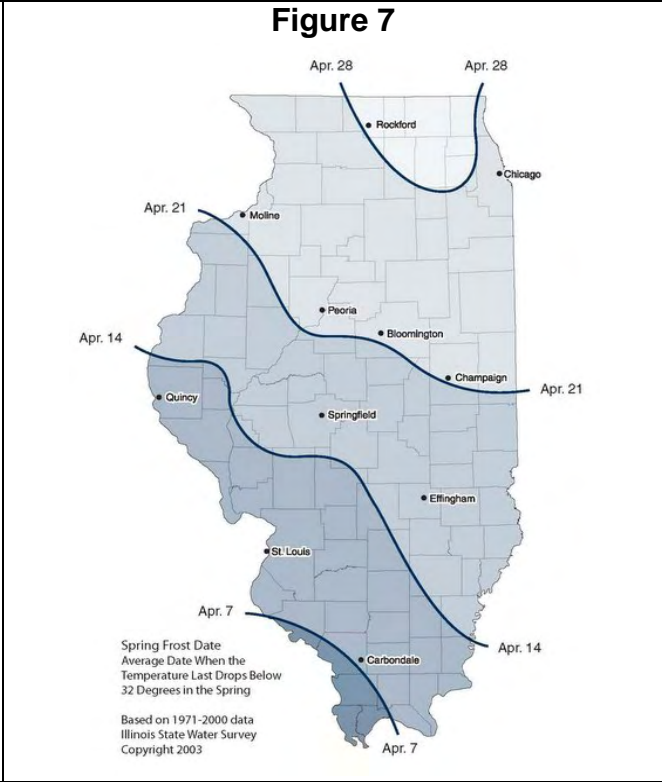 Figure 7
Apr. 28
Apr. 28
Rockford
Chicago
Apr. 21
Moline
Peoria
Bloomington
Apr. 14
Champaign
Apr. 21
Quincy
Springfield
Effingham
St. Louis
Apr. 7
Apr. 14
Spring Frost Date
Average Date When the
Temperature Last Drops Below
32 Degrees in the Spring
Carbondale
Based on 1971-2000 data
Illinois State Water Survey
Copyright 2003
Apr. 7